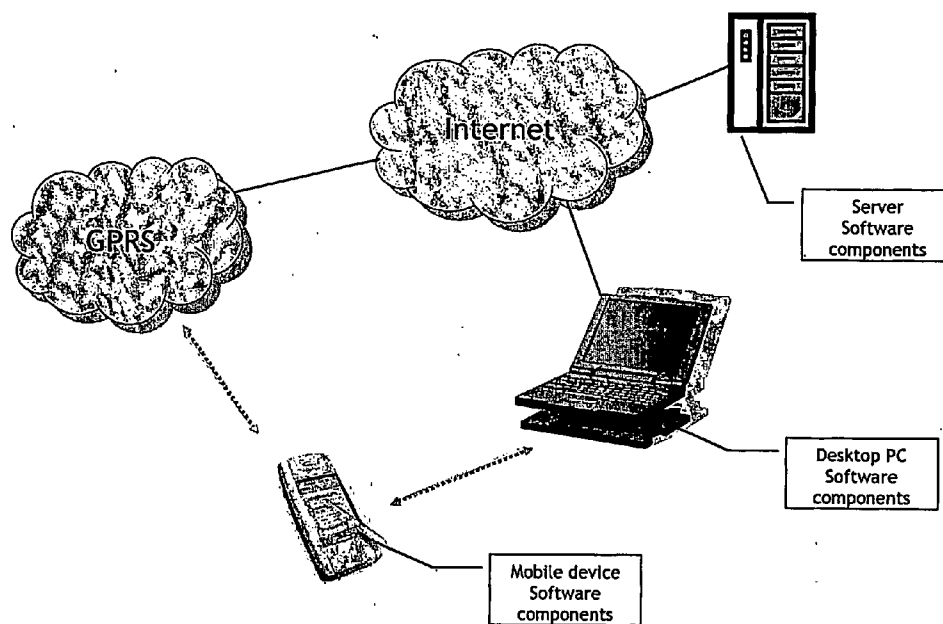 Internet
GPRS
Server
Software
components
Desktop PC
Software
components
Mobile device
Software
components